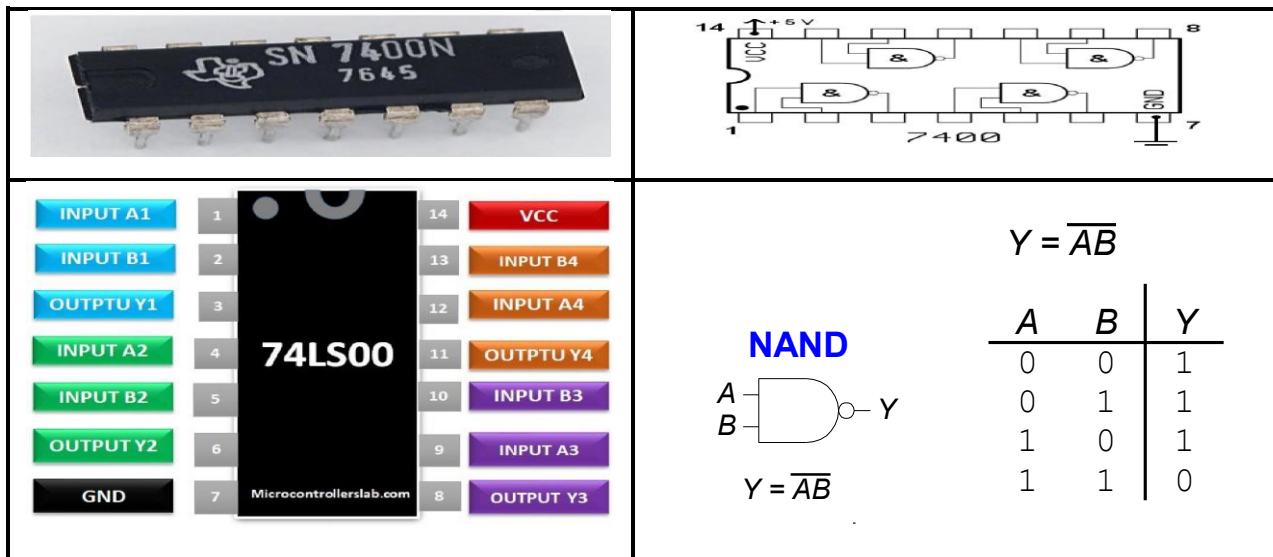 SN 7400N
7645
14 + 5 V 8
VCC & &
& & GND
1 7400 7
INPUT A1 1 14 VCC
INPUT B1 2 13 INPUT B4
OUTPTU Y1 3 12 INPUT A4
INPUT A2 4 74LS00 11 OUTPTU Y4
INPUT B2 5 10 INPUT B3
OUTPUT Y2 6 9 INPUT A3
GND 7 Microcontrollerslab.com 8 OUTPUT Y3
Y = A̅B̅
NAND
A
B
Y
Y = A̅B̅
A B Y
0 0 1
0 1 1
1 0 1
1 1 0